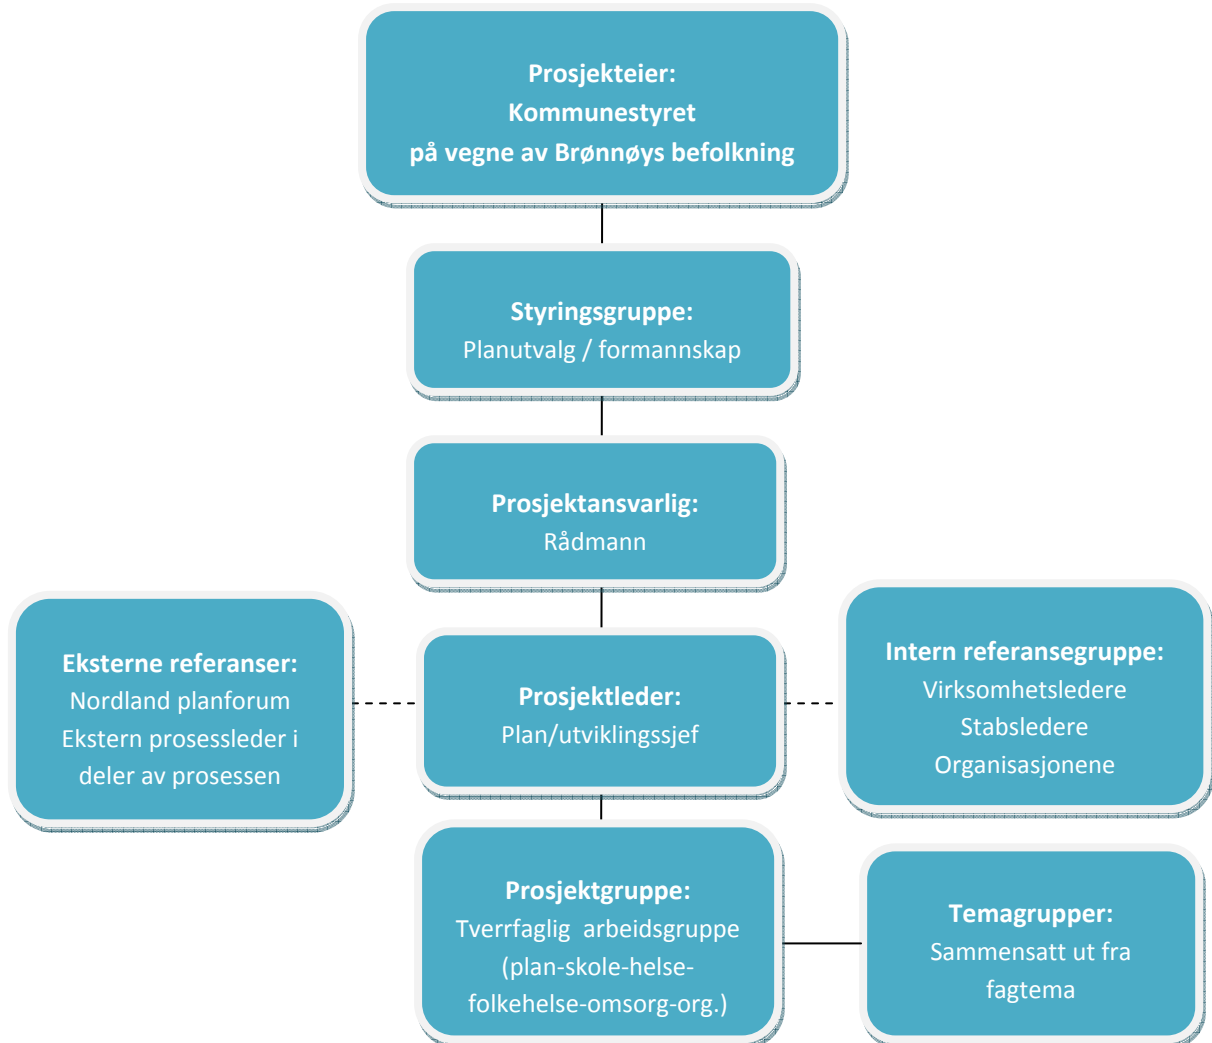 Prosjekteier:
Kommunestyret
på vegne av Brønnøys befolkning
Styringsgruppe:
Planutvalg / formannskap
Prosjektansvarlig:
Rådmann
Eksterne referanser:
Nordland planforum
Ekstern prosessleder i
deler av prosessen
Prosjektleder:
Plan/utviklingssjef
Intern referansegruppe:
Virksomhetsledere
Stabsledere
Organisasjonene
Prosjektgruppe:
Tverrfaglig arbeidsgruppe
(plan-skole-helse-
folkehelse-omsorg-org.)
Temagrupper:
Sammensatt ut fra
fagtema